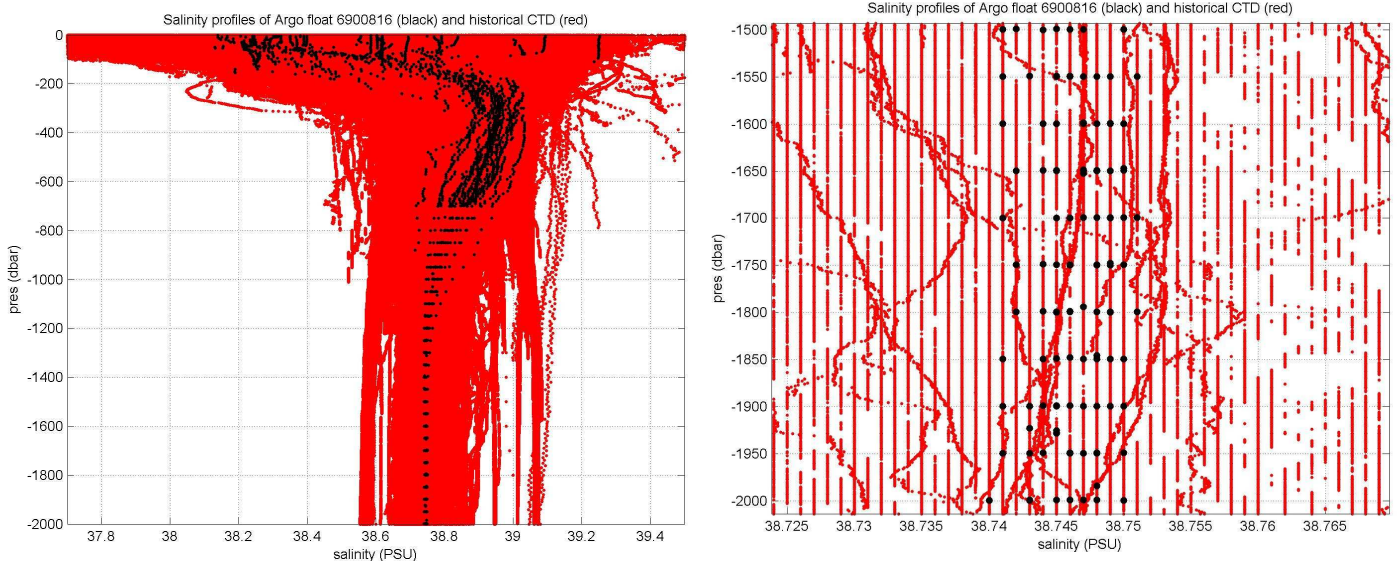 Salinity profiles of Argo float 6900816 (black) and historical CTD (red)
0
-200
-400
-600
-800
-1000
-1200
-1400
-1600
-1800
-2000
pres (dbar)
37.8 38 38.2 38.4 38.6 38.8 39 39.2 39.4
salinity (PSU)
Salinity profiles of Argo float 6900816 (black) and historical CTD (red)
-1500
-1550
-1600
-1650
-1700
-1750
-1800
-1850
-1900
-1950
-2000
pres (dbar)
38.725 38.73 38.735 38.74 38.745 38.75 38.755 38.76 38.765
salinity (PSU)